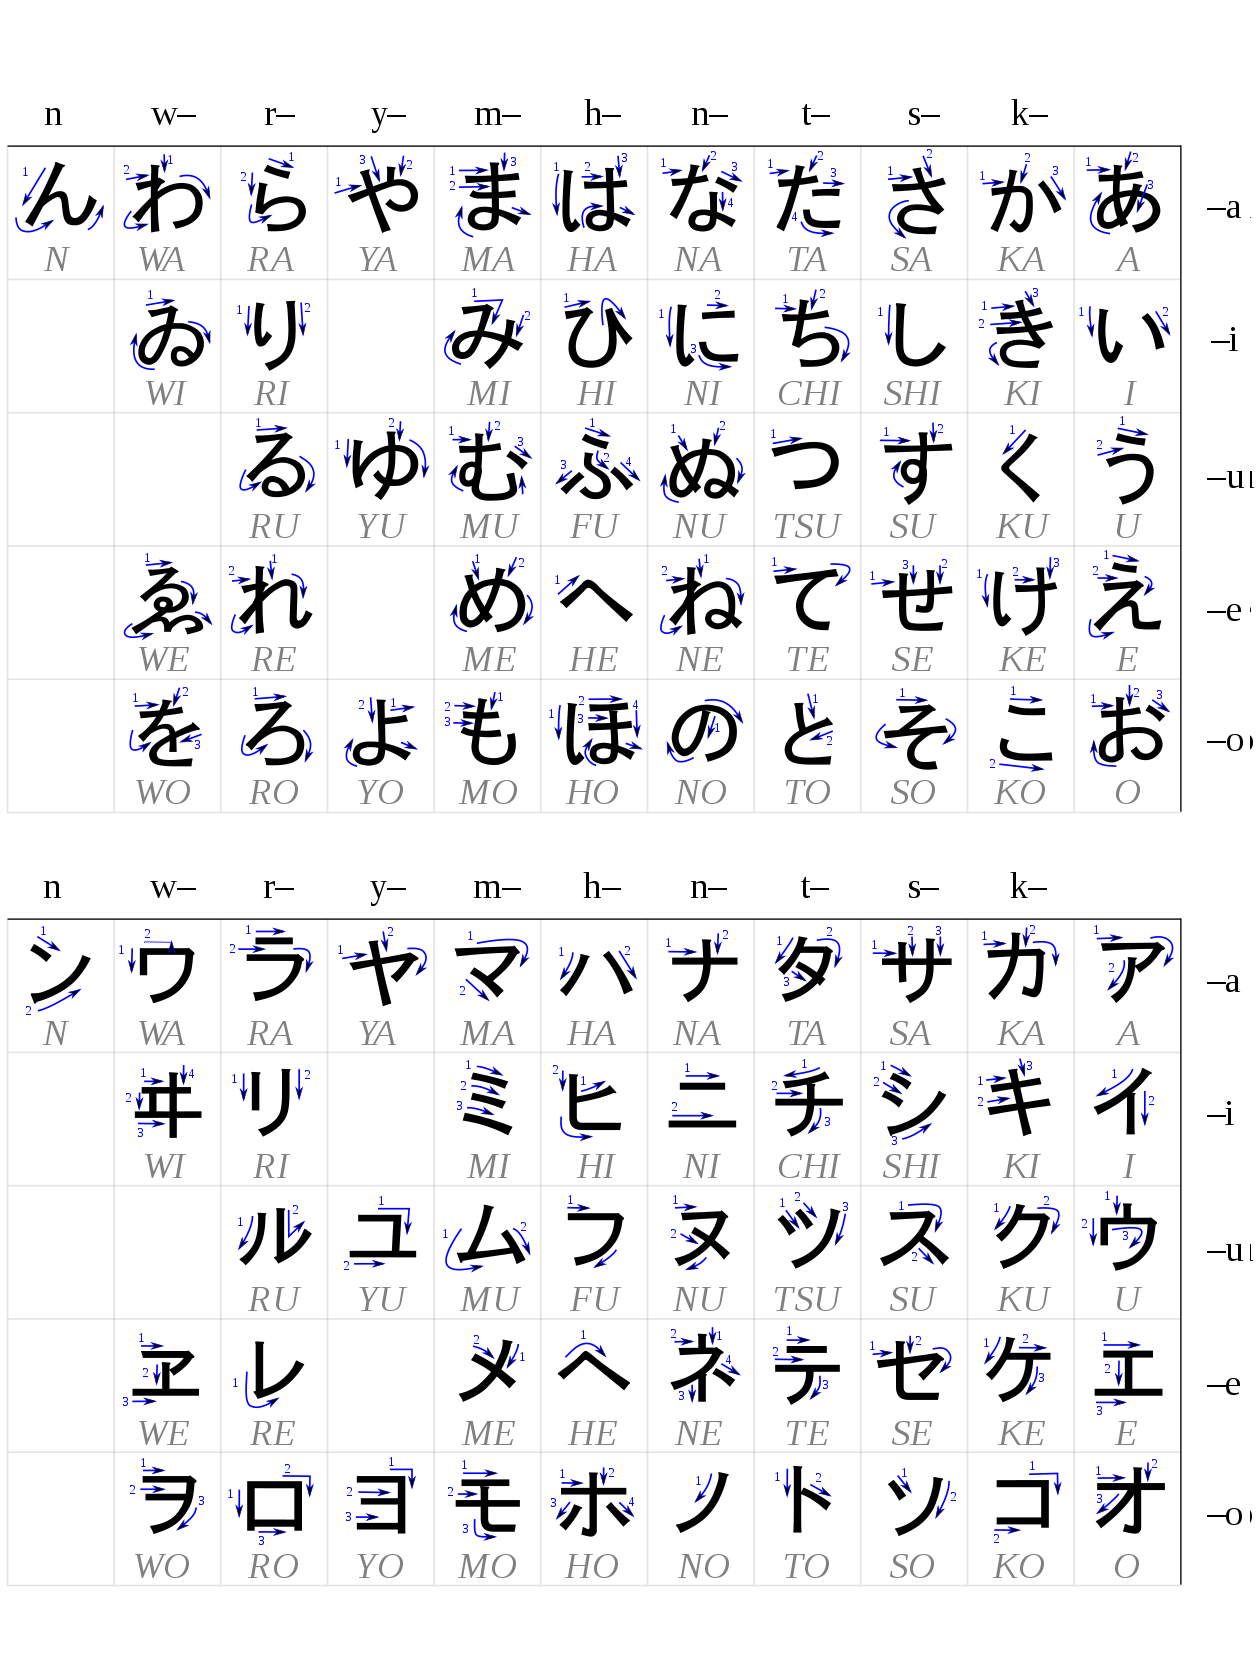 n w– r– y– m– h– n– t– s– k–
ん わ ら や ま は な た さ か あ –a
N WA RA YA MA HA NA TA SA KA A
ゐ り み ひ に ち し き い –i
WI RI MI HI NI CHI SHI KI I
る ゆ む ふ ぬ つ す く う –u
RU YU MU FU NU TSU SU KU U
ゑ れ め へ ね て せ け え –e
WE RE ME HE NE TE SE KE E
を ろ よ も ほ の と そ こ お –o
WO RO YO MO HO NO TO SO KO O
n w– r– y– m– h– n– t– s– k–
ン ワ ラ ヤ マ ハ ナ タ サ カ ア –a
N WA RA YA MA HA NA TA SA KA A
ヰ リ ミ ヒ ニ チ シ キ イ –i
WI RI MI HI NI CHI SHI KI I
ル ユ ム フ ヌ ツ ス ク ウ –u
RU YU MU FU NU TSU SU KU U
ヱ レ メ ヘ ネ テ セ ケ エ –e
WE RE ME HE NE TE SE KE E
ヲ ロ ヨ モ ホ ノ ト ソ コ オ –o
WO RO YO MO HO NO TO SO KO O